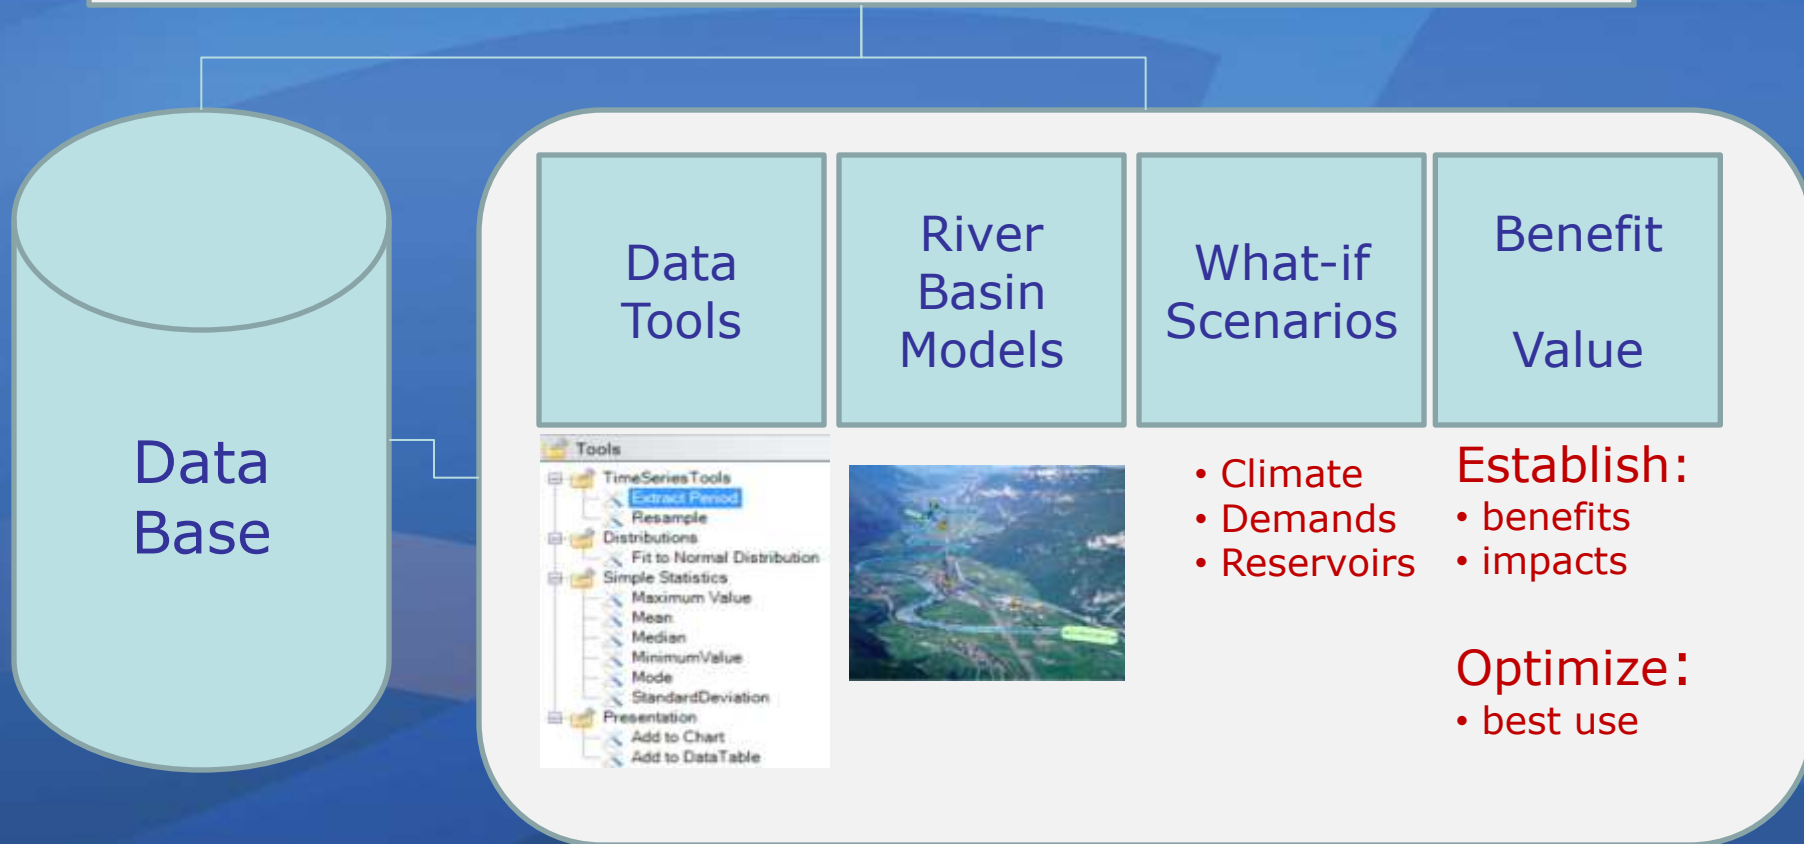 Data
Base
Data
Tools
River
Basin
Models
What-if
Scenarios
Benefit
Value
Tools
TimeSeriesTools
Extract Period
Resample
Distributions
Fit to Normal Distribution
Simple Statistics
Maximum Value
Mean
Median
MinimumValue
Mode
StandardDeviation
Presentation
Add to Chart
Add to DataTable
• Climate
• Demands
• Reservoirs
Establish:
• benefits
• impacts
Optimize:
• best use